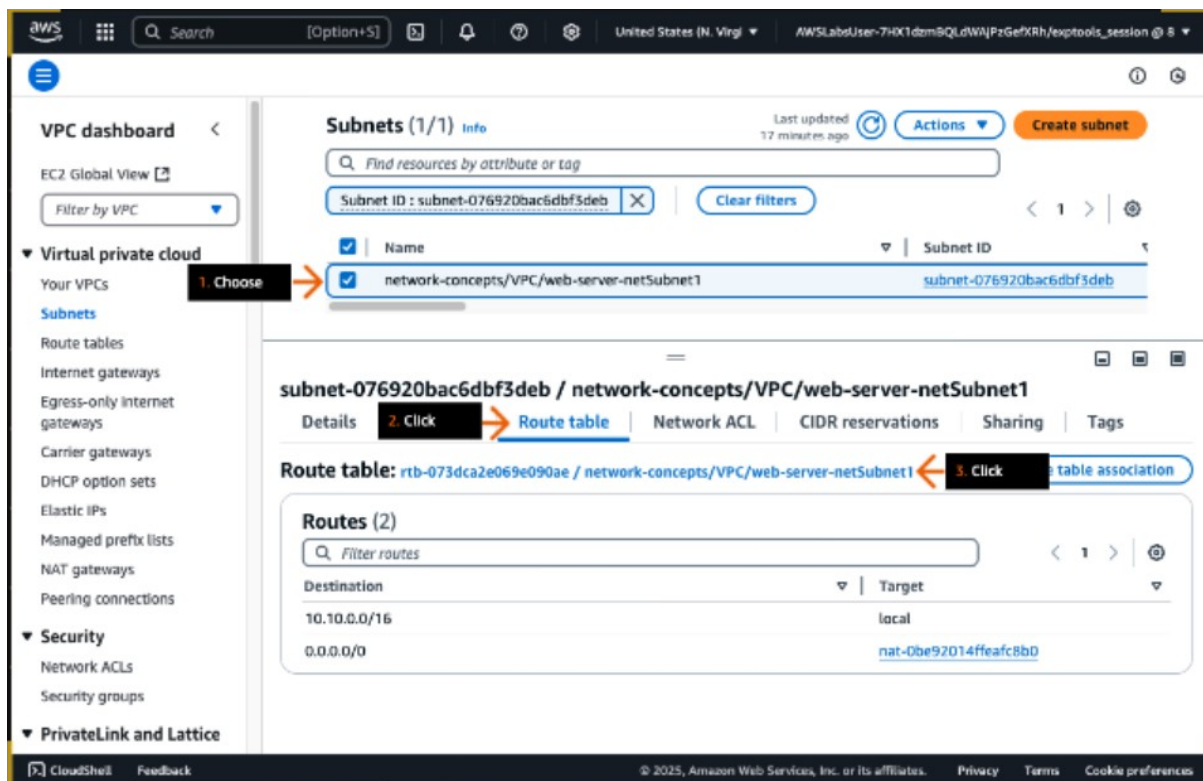 aws
Search [Option+S] United States (N. Virgi AWSLabsUser-7HX1dzmBQLdWAjPzGefXRh/exptools_session @ 8
VPC dashboard
EC2 Global View
Filter by VPC
Virtual private cloud
Your VPCs
Subnets
Route tables
Internet gateways
Egress-only internet
gateways
Carrier gateways
DHCP option sets
Elastic IPs
Managed prefix lists
NAT gateways
Peering connections
Security
Network ACLs
Security groups
PrivateLink and Lattice
Subnets (1/1) Info
Last updated
17 minutes ago
Actions
Create subnet
Find resources by attribute or tag
Subnet ID : subnet-076920bac6dbf3deb
Clear filters
1
Name Subnet ID
1. Choose
network-concepts/VPC/web-server-netSubnet1 subnet-076920bac6dbf3deb
subnet-076920bac6dbf3deb / network-concepts/VPC/web-server-netSubnet1
Details 2. Click Route table Network ACL CIDR reservations Sharing Tags
Route table: rtb-073dca2e069e090ae / network-concepts/VPC/web-server-netSubnet1 3. Click table association
Routes (2)
Filter routes
1
Destination Target
10.10.0.0/16 local
0.0.0.0/0 nat-0be92014ffeafc8b0
CloudShell Feedback © 2025, Amazon Web Services, Inc. or its affiliates. Privacy Terms Cookie preferences